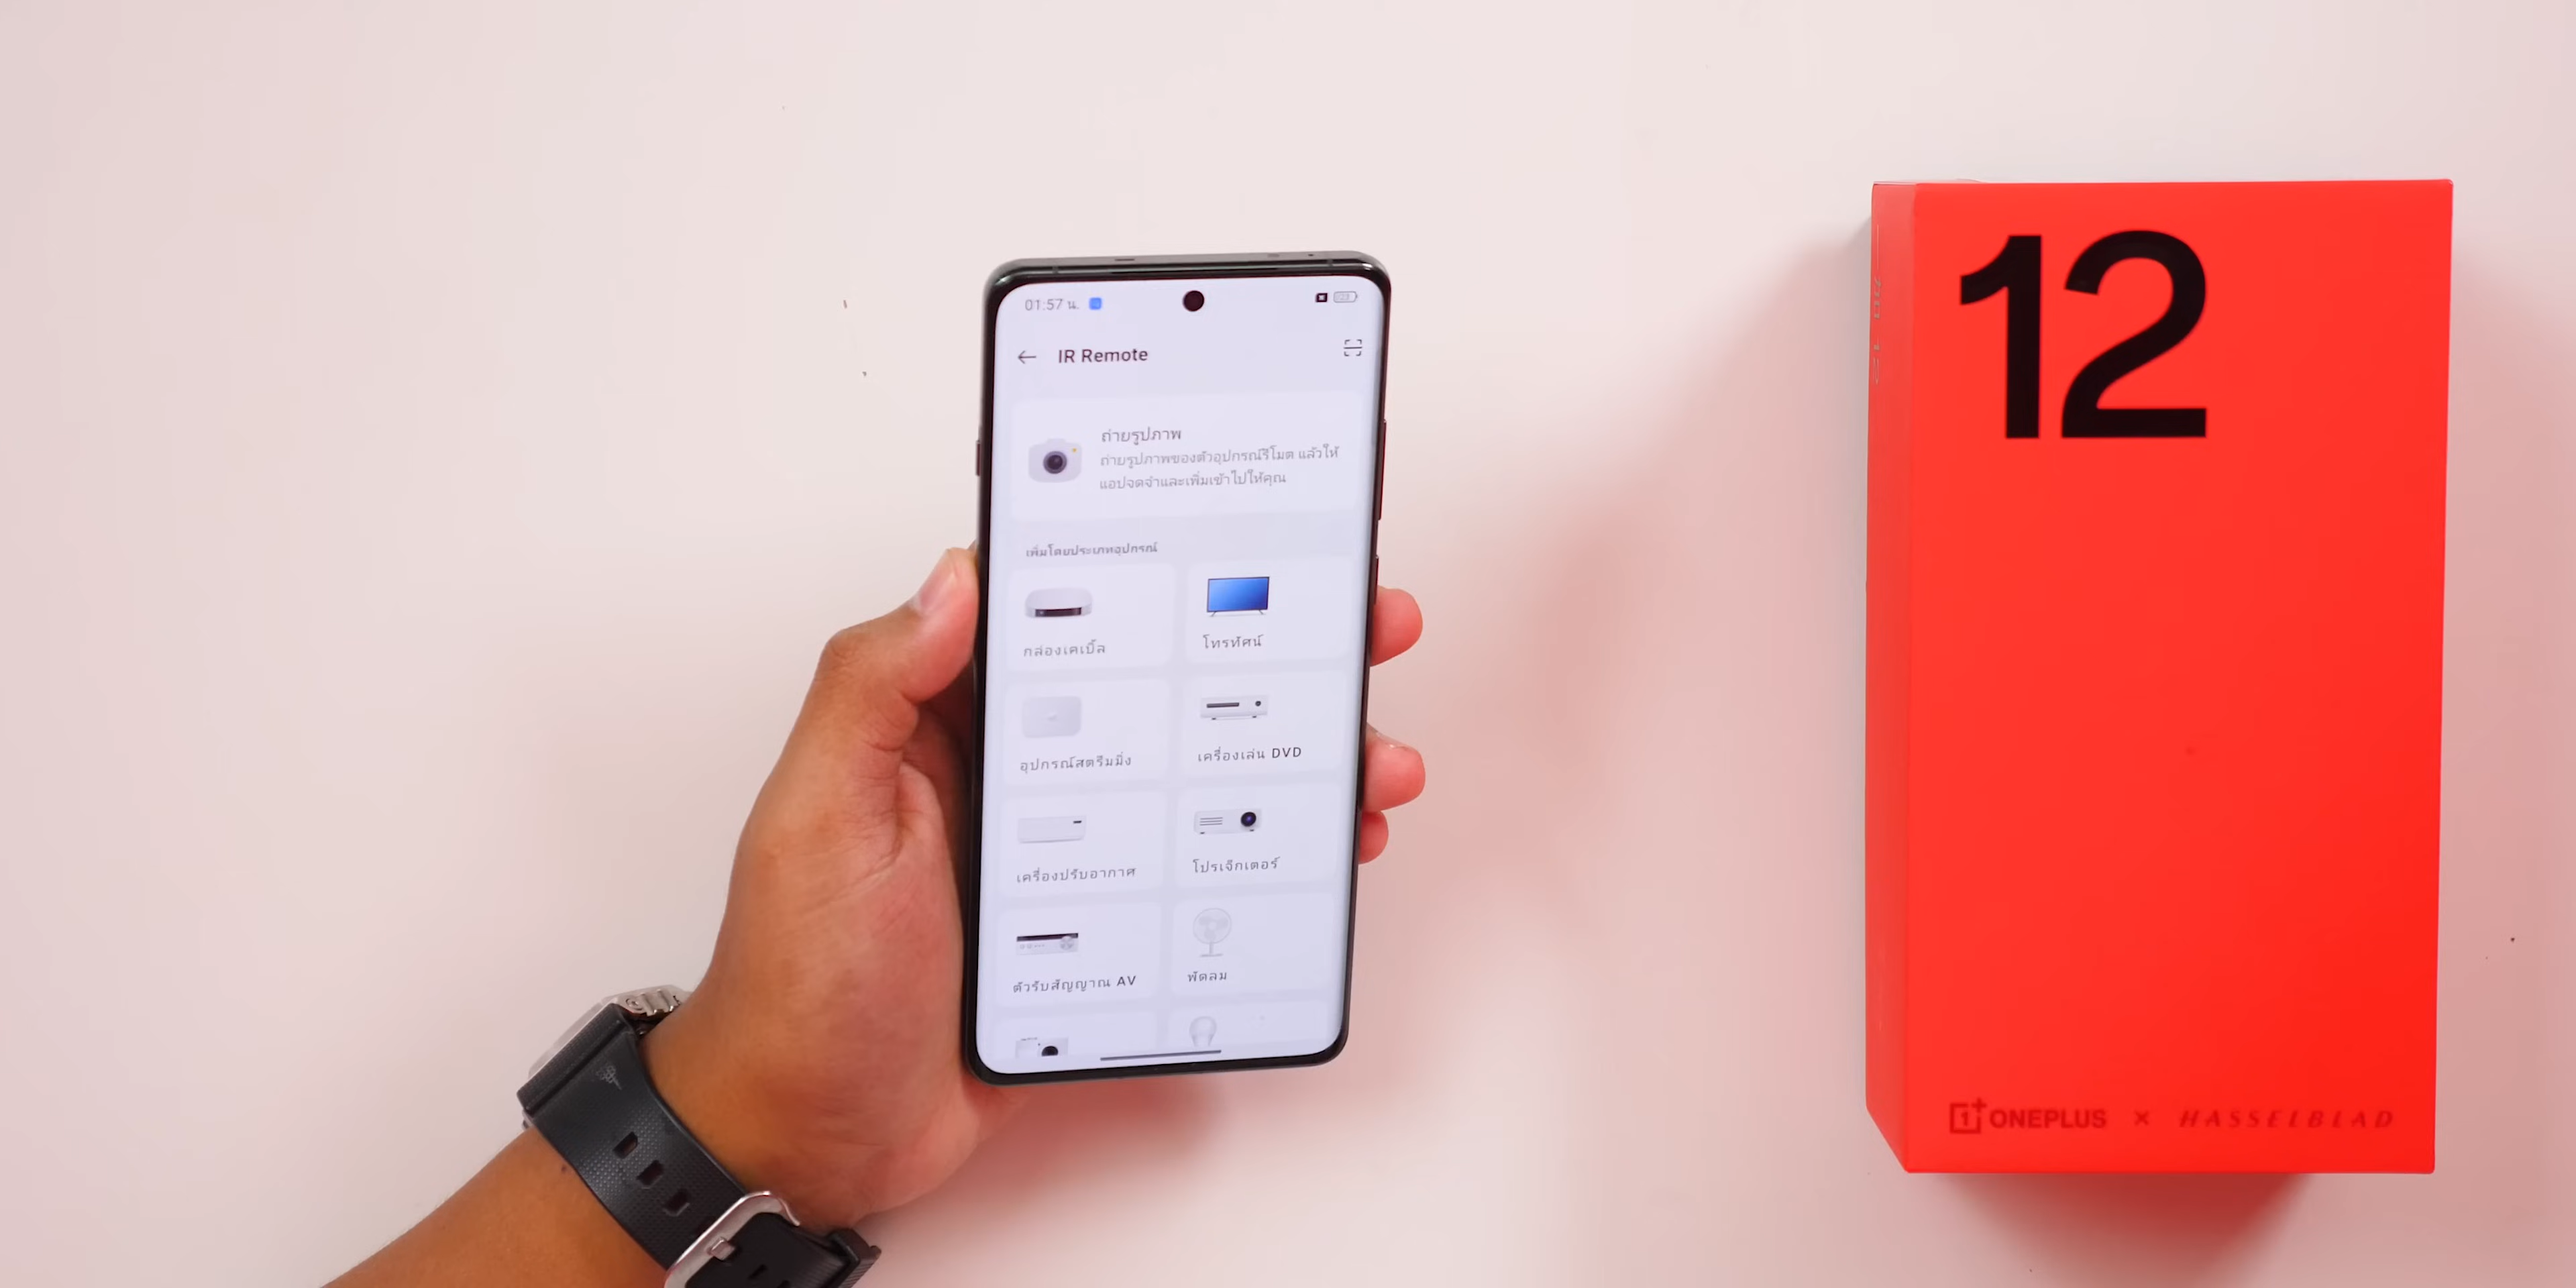 01:57 น.
IR Remote
ถ่ายรูปภาพ
ถ่ายรูปภาพของตัวอุปกรณ์รีโมต แล้วให้
แอปจดจำและเพิ่มเข้าไปให้คุณ
เพิ่มโดยประเภทอุปกรณ์
กล่องเคเบิ้ล
โทรทัศน์
อุปกรณ์สตรีมมิ่ง
เครื่องเล่น DVD
เครื่องปรับอากาศ
โปรเจ็กเตอร์
ตัวรับสัญญาณ AV
พัดลม
12
ONEPLUS × HASSELBLAD